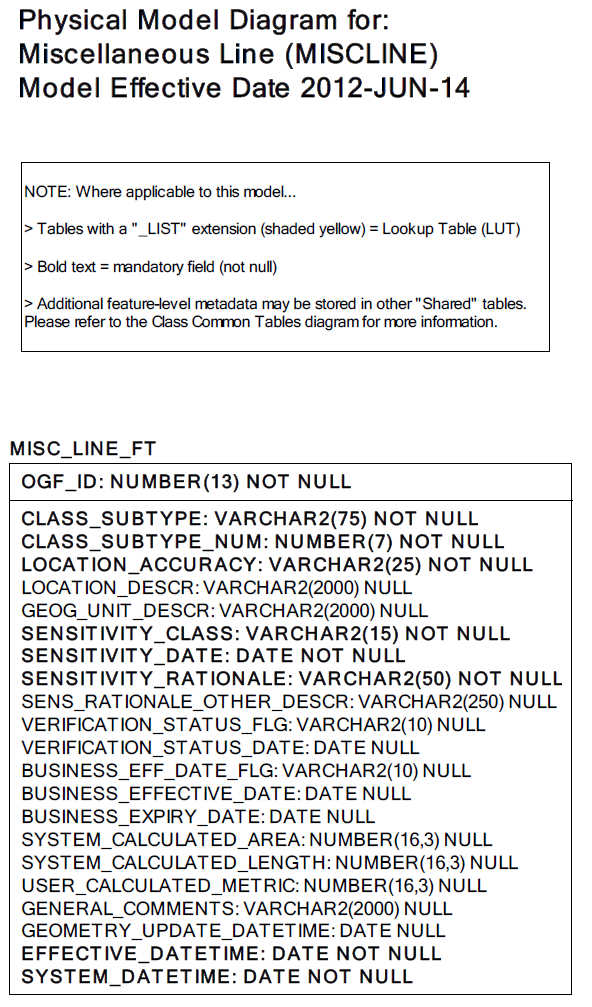 Physical Model Diagram for:
Miscellaneous Line (MISCLINE)
Model Effective Date 2012-JUN-14
NOTE: Where applicable to this model...
> Tables with a "_LIST" extension (shaded yellow) = Lookup Table (LUT)
> Bold text = mandatory field (not null)
> Additional feature-level metadata may be stored in other "Shared" tables.
Please refer to the Class Common Tables diagram for more information.
MISC_LINE_FT
OGF_ID: NUMBER(13) NOT NULL
CLASS_SUBTYPE: VARCHAR2(75) NOT NULL
CLASS_SUBTYPE_NUM: NUMBER(7) NOT NULL
LOCATION_ACCURACY: VARCHAR2(25) NOT NULL
LOCATION_DESCR: VARCHAR2(2000) NULL
GEOG_UNIT_DESCR: VARCHAR2(2000) NULL
SENSITIVITY_CLASS: VARCHAR2(15) NOT NULL
SENSITIVITY_DATE: DATE NOT NULL
SENSITIVITY_RATIONALE: VARCHAR2(50) NOT NULL
SENS_RATIONALE_OTHER_DESCR: VARCHAR2(250) NULL
VERIFICATION_STATUS_FLG: VARCHAR2(10) NULL
VERIFICATION_STATUS_DATE: DATE NULL
BUSINESS_EFF_DATE_FLG: VARCHAR2(10) NULL
BUSINESS_EFFECTIVE_DATE: DATE NULL
BUSINESS_EXPIRY_DATE: DATE NULL
SYSTEM_CALCULATED_AREA: NUMBER(16,3) NULL
SYSTEM_CALCULATED_LENGTH: NUMBER(16,3) NULL
USER_CALCULATED_METRIC: NUMBER(16,3) NULL
GENERAL_COMMENTS: VARCHAR2(2000) NULL
GEOMETRY_UPDATE_DATETIME: DATE NULL
EFFECTIVE_DATETIME: DATE NOT NULL
SYSTEM_DATETIME: DATE NOT NULL